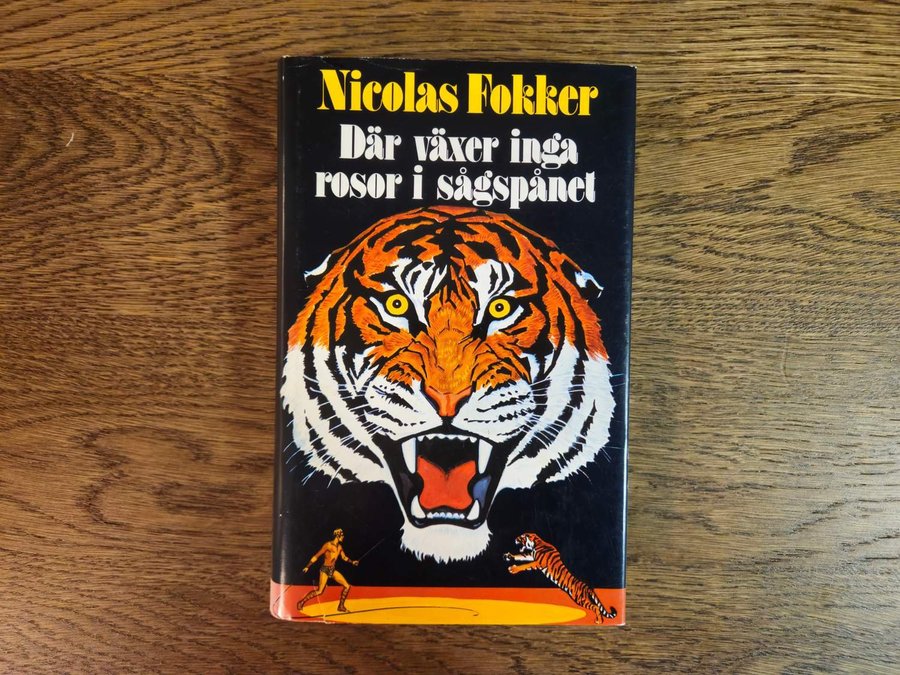 Nicolas Fokker
Där växer inga
rosor i sågspånet